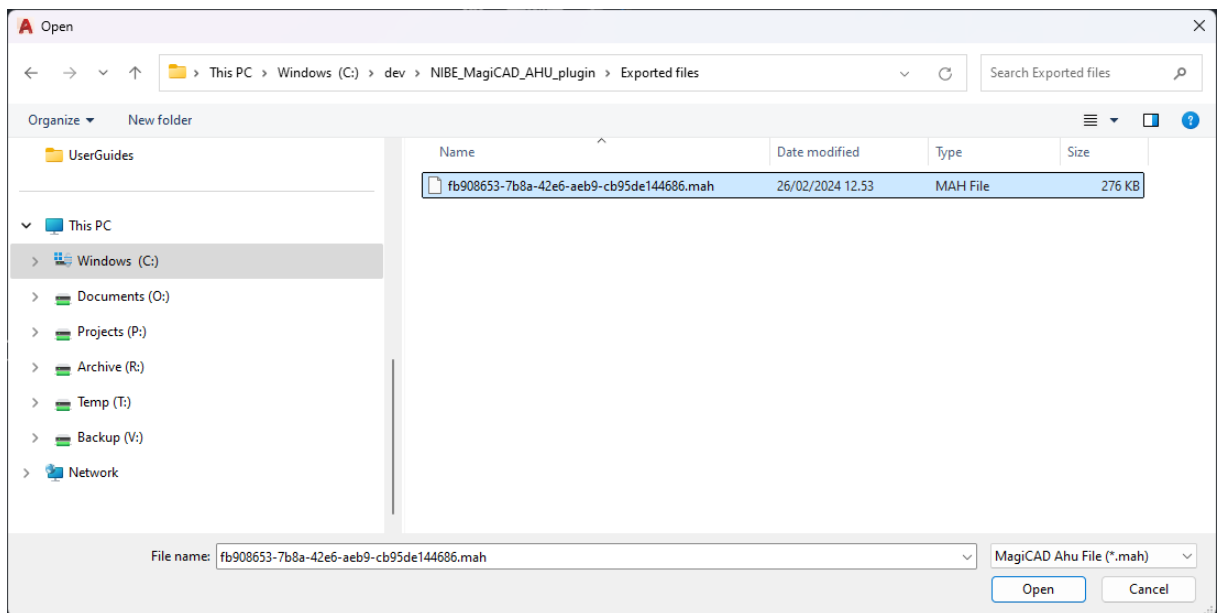 Open
This PC > Windows (C:) > dev > NIBE_MagiCAD_AHU_plugin > Exported files
Search Exported files
Organize
New folder
UserGuides
Name
Date modified
Type
Size
fb908653-7b8a-42e6-aeb9-cb95de144686.mah
26/02/2024 12.53
MAH File
276 KB
This PC
Windows (C:)
Documents (O:)
Projects (P:)
Archive (R:)
Temp (T:)
Backup (V:)
Network
File name:
fb908653-7b8a-42e6-aeb9-cb95de144686.mah
MagiCAD Ahu File (*.mah)
Open
Cancel